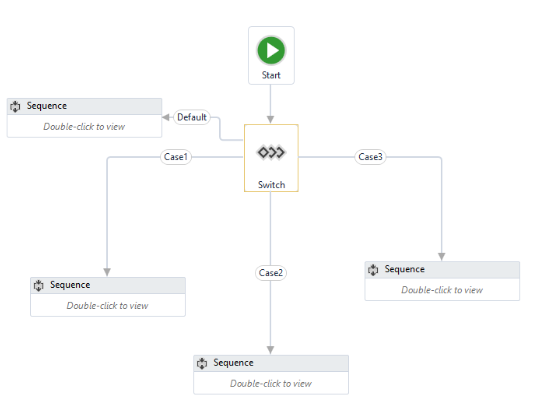 Start
Sequence
Double-click to view
Default
Switch
Case1
Case3
Case2
Sequence
Double-click to view
Sequence
Double-click to view
Sequence
Double-click to view